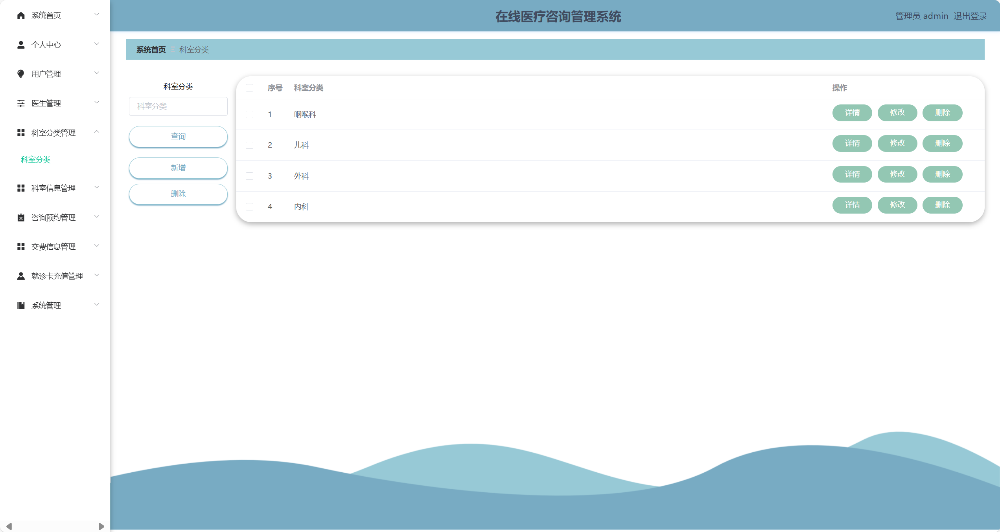 系统首页
个人中心
用户管理
医生管理
科室分类管理
科室分类
科室信息管理
咨询预约管理
交费信息管理
就诊卡充值管理
系统管理
在线医疗咨询管理系统
管理员 admin 退出登录
系统首页 Ξ 科室分类
科室分类
科室分类
查询
新增
删除
序号 科室分类 操作
1 咽喉科 详情 修改 删除
2 儿科 详情 修改 删除
3 外科 详情 修改 删除
4 内科 详情 修改 删除